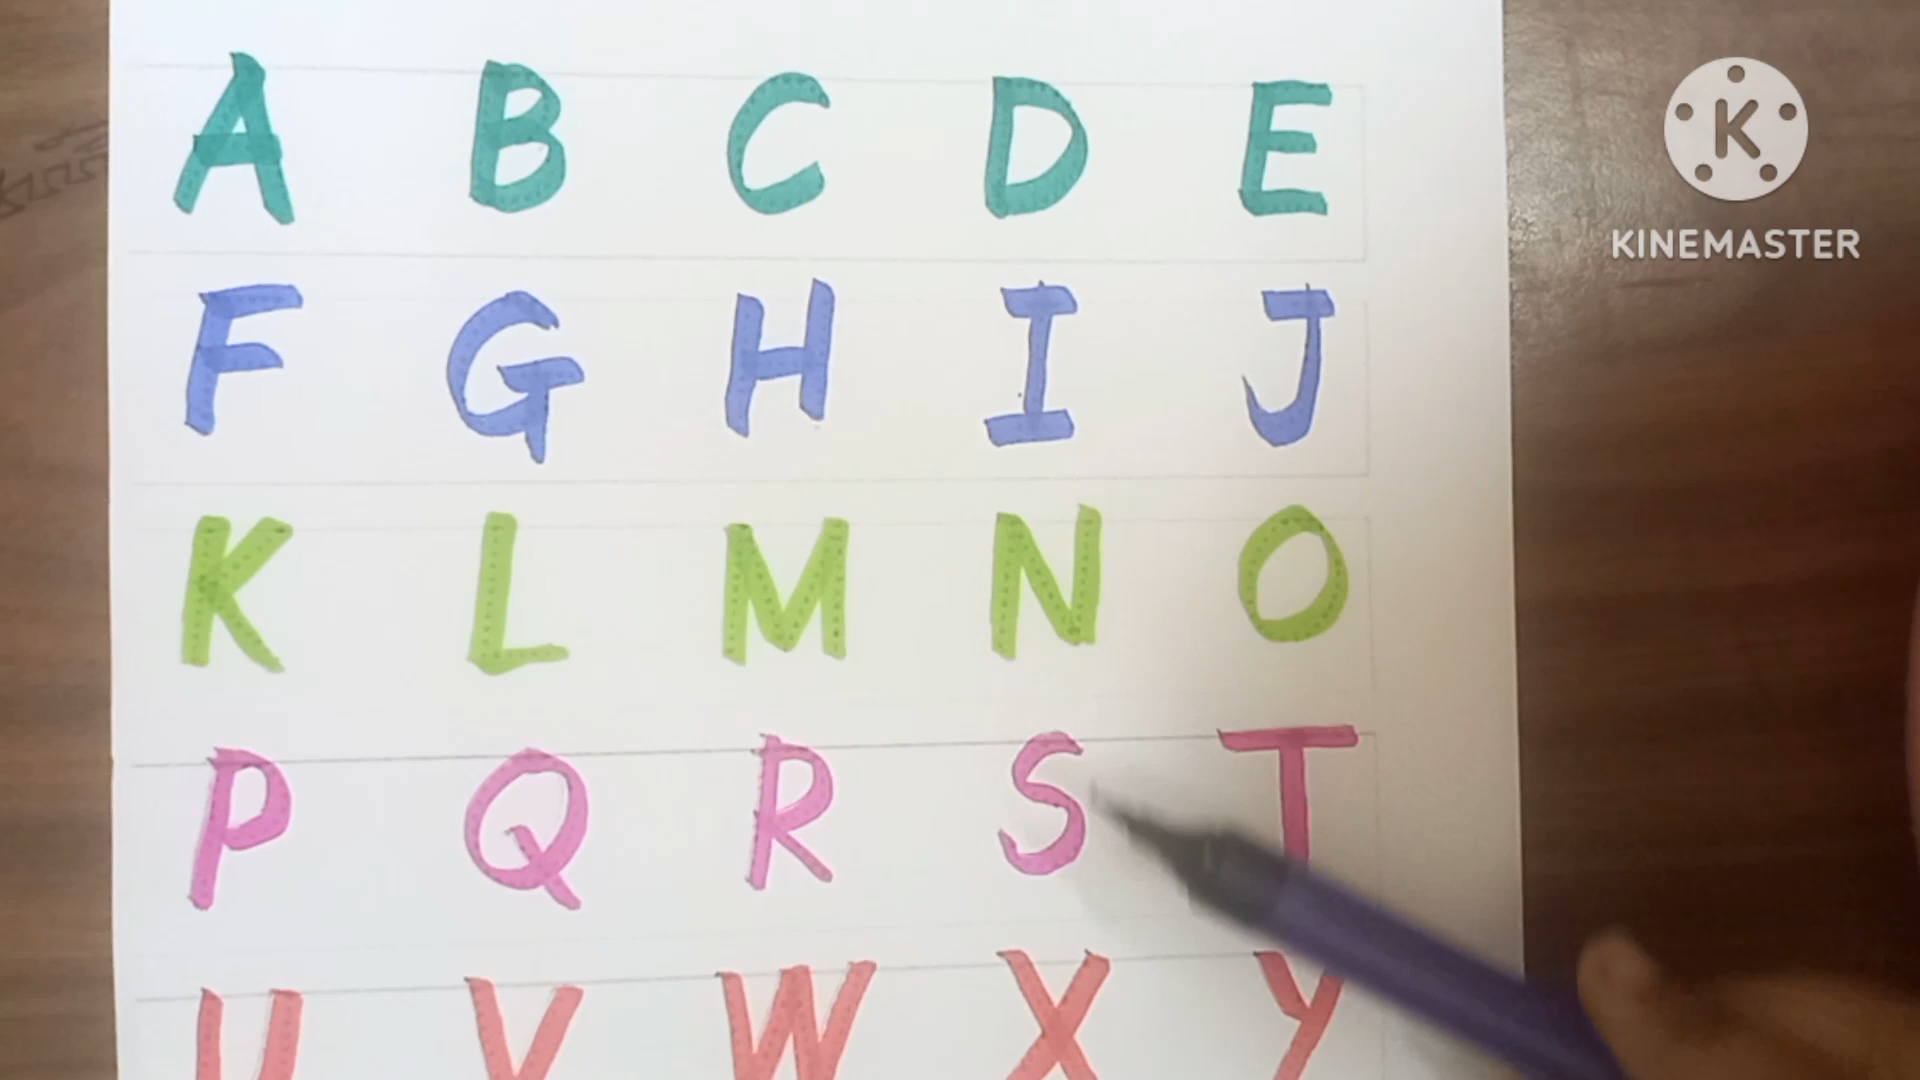 A B C D E
F G H I J
K L M N O
P Q R S T
U V W X Y
K
KINEMASTER